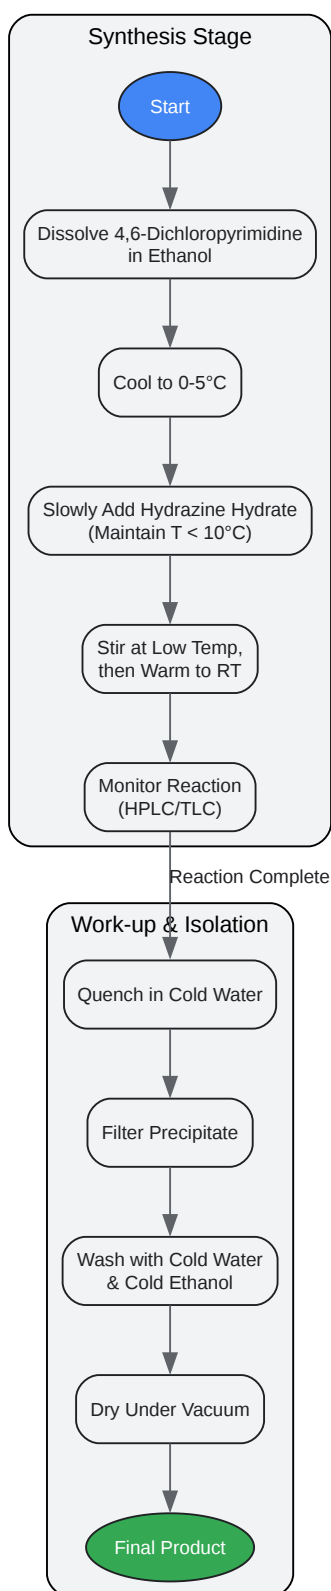 Synthesis Stage
Start
Dissolve 4,6-Dichloropyrimidine
in Ethanol
Cool to 0-5°C
Slowly Add Hydrazine Hydrate
(Maintain T < 10°C)
Stir at Low Temp,
then Warm to RT
Monitor Reaction
(HPLC/TLC)
Reaction Complete
Work-up & Isolation
Quench in Cold Water
Filter Precipitate
Wash with Cold Water
& Cold Ethanol
Dry Under Vacuum
Final Product